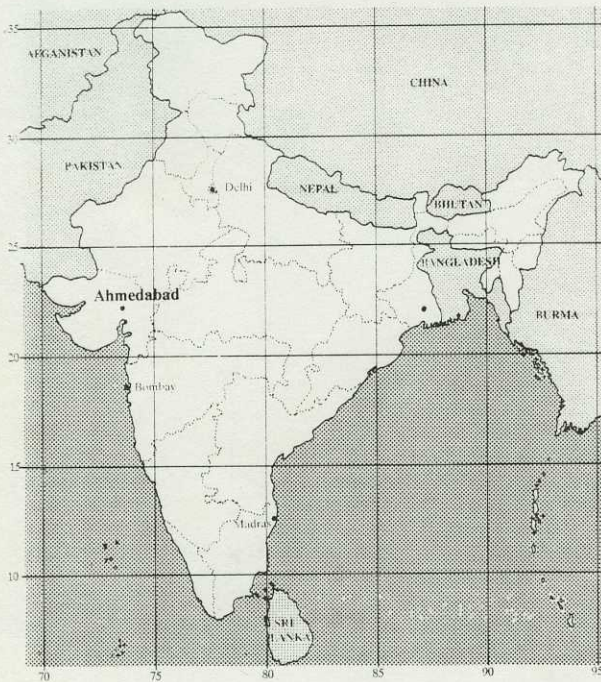 35
AFGANISTAN
CHINA
30
PAKISTAN
Delhi
NEPAL
BHUTAN
25
BANGLADESH
Ahmedabad
BURMA
20
Bombay
15
Madras
10
SRI
LANKA
70 75 80 85 90 95